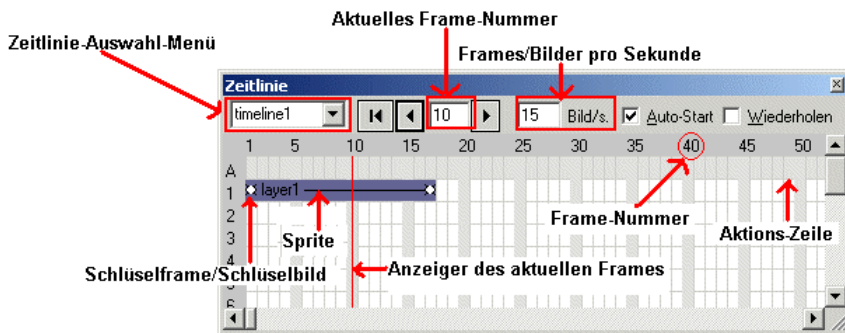 Aktuelles Frame-Nummer
Zeitlinie-Auswahl-Menü
Frames/Bilder pro Sekunde
Zeitlinie
timeline1
10
15 Bild/s. Auto-Start Wiederholen
1 5 10 15 20 25 30 35 40 45 50
A
1 layer1
2
3
Frame-Nummer
Aktions-Zeile
Sprite
Schlüselframe/Schlüselbild
Anzeiger des aktuellen Frames
6